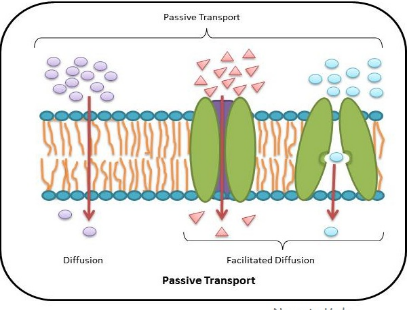 Passive Transport
Diffusion
Facilitated Diffusion
Passive Transport